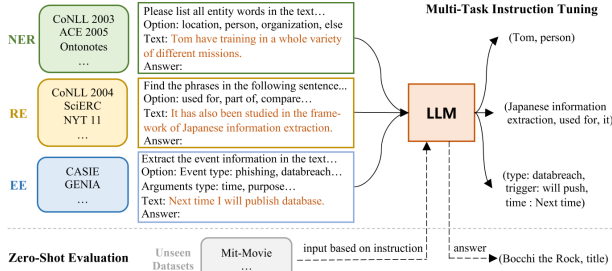 Multi-Task Instruction Tuning
NER
CoNLL 2003
ACE 2005
Ontonotes
…
Please list all entity words in the text…
Option: location, person, organization, else
Text: Tom have training in a whole variety
of different missions.
Answer:
RE
CoNLL 2004
SciERC
NYT 11
…
Find the phrases in the following sentence...
Option: used for, part of, compare…
Text: It has also been studied in the frame-
work of Japanese information extraction.
Answer:
EE
CASIE
GENIA
…
Extract the event information in the text…
Option: Event type: phishing, databreach…
Arguments type: time, purpose…
Text: Next time I will publish database.
Answer:
LLM
(Tom, person)
(Japanese information
extraction, used for, it)
(type: databreach,
trigger: will push,
time : Next time)
Zero-Shot Evaluation
Unseen
Datasets
Mit-Movie
…
input based on instruction
answer
(Bocchi the Rock, title)